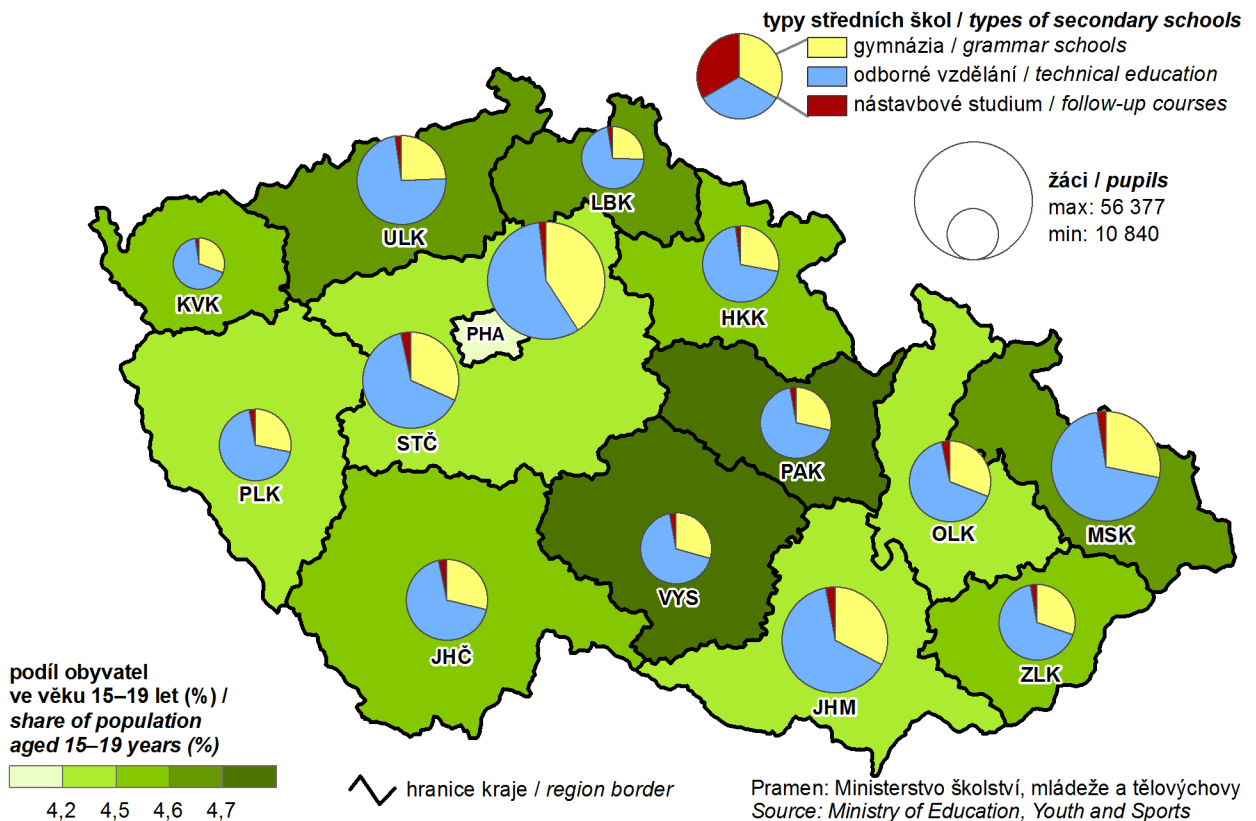 typy středních škol / types of secondary schools
gymnázia / grammar schools
odborné vzdělání / technical education
nástavbové studium / follow-up courses
žáci / pupils
max: 56 377
min: 10 840
LBK
ULK
KVK
HKK
PHA
STČ
PAK
PLK
OLK
MSK
VYS
JHČ
ZLK
JHM
podíl obyvatel
ve věku 15–19 let (%) /
share of population
aged 15–19 years (%)
4,2 4,5 4,6 4,7
hranice kraje / region border
Pramen: Ministerstvo školství, mládeže a tělovýchovy
Source: Ministry of Education, Youth and Sports